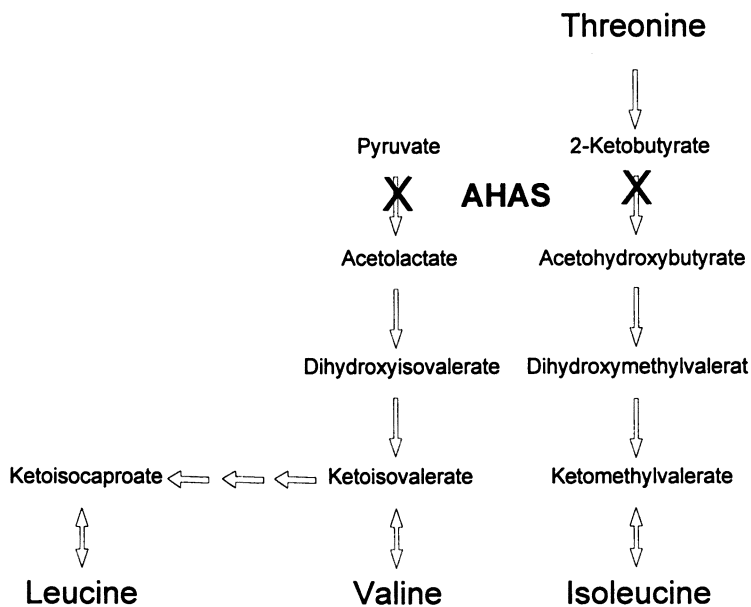 Threonine
Pyruvate 2-Ketobutyrate
X AHAS X
Acetolactate Acetohydroxybutyrate
Dihydroxyisovalerate Dihydroxymethylvalerat
Ketoisocaproate Ketoisovalerate Ketomethylvalerate
Leucine Valine Isoleucine